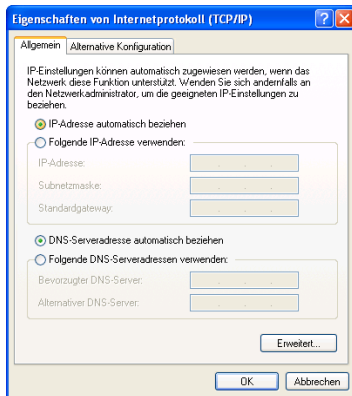 Eigenschaften von Internetprotokoll (TCP/IP)
Allgemein Alternative Konfiguration
IP-Einstellungen können automatisch zugewiesen werden, wenn das
Netzwerk diese Funktion unterstützt. Wenden Sie sich andernfalls an
den Netzwerkadministrator, um die geeigneten IP-Einstellungen zu
beziehen.
IP-Adresse automatisch beziehen
Folgende IP-Adresse verwenden:
IP-Adresse:
Subnetzmaske:
Standardgateway:
DNS-Serveradresse automatisch beziehen
Folgende DNS-Serveradressen verwenden:
Bevorzugter DNS-Server:
Alternativer DNS-Server:
Erweitert...
OK Abbrechen